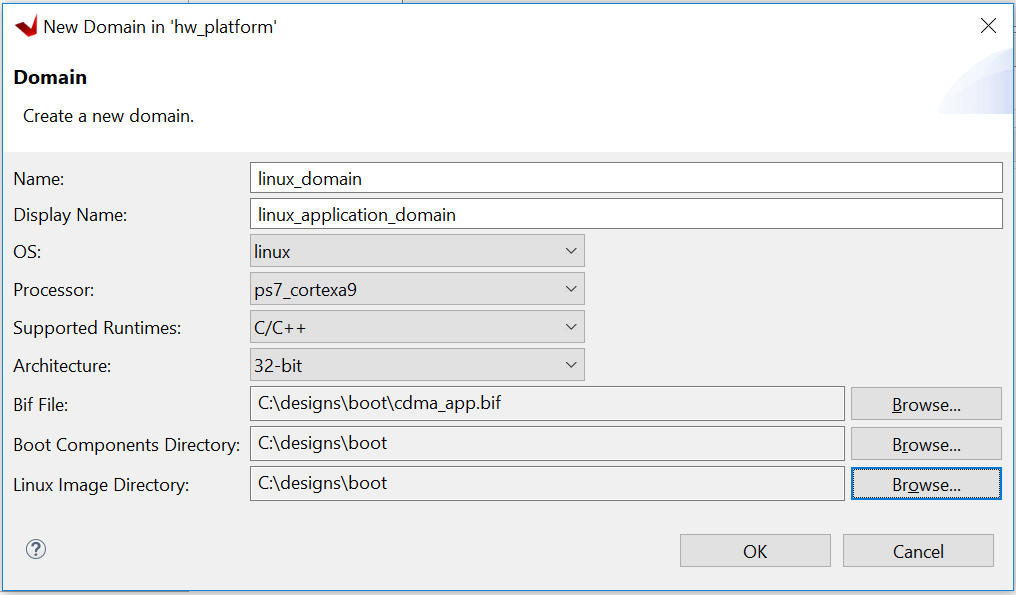 New Domain in 'hw_platform'
Domain
Create a new domain.
Name: linux_domain
Display Name: linux_application_domain
OS: linux
Processor: ps7_cortexa9
Supported Runtimes: C/C++
Architecture: 32-bit
Bif File: C:\designs\boot\cdma_app.bif Browse...
Boot Components Directory: C:\designs\boot Browse...
Linux Image Directory: C:\designs\boot Browse...
? OK Cancel